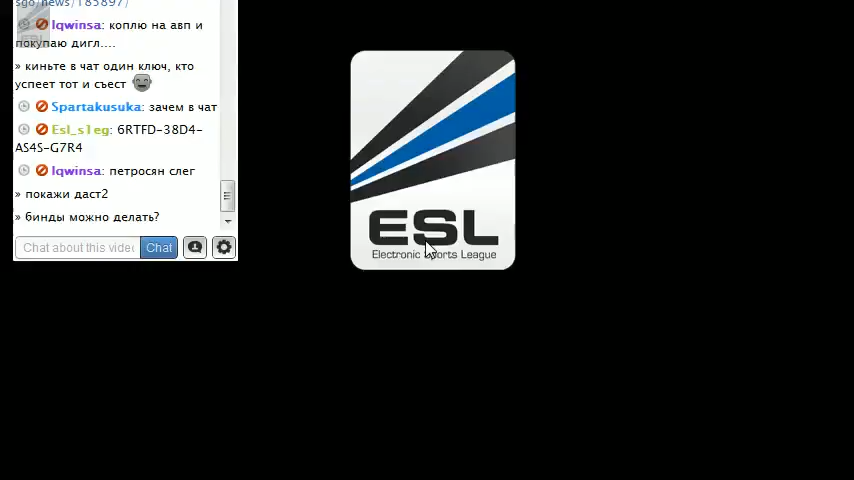 sgo/news/185897/
Iqwinsa: коплю на авп и
покупаю дигл....
» киньте в чат один ключ, кто
успеет тот и съест
Spartakusuka: зачем в чат
Esl_s1eg: 6RTFD-38D4-
AS4S-G7R4
Iqwinsa: петросян слег
» покажи даст2
» бинды можно делать?
Chat about this video
Chat
ESL
Electronic Sports League